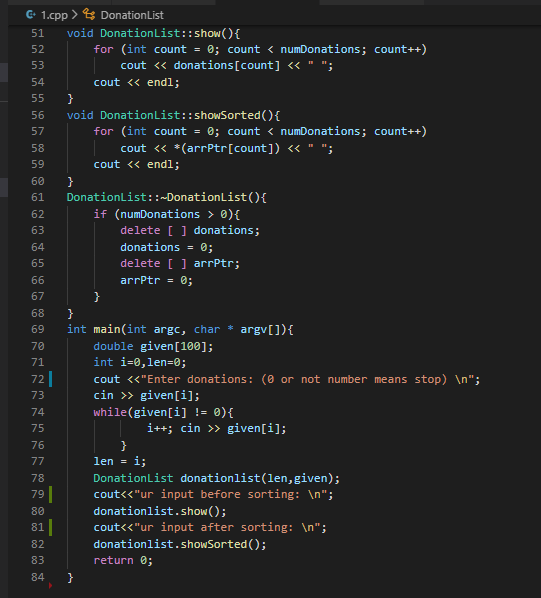 1.cpp > DonationList
51 void DonationList::show(){
52 for (int count = 0; count < numDonations; count++)
53 cout << donations[count] << " ";
54 cout << endl;
55 }
56 void DonationList::showSorted(){
57 for (int count = 0; count < numDonations; count++)
58 cout << *(arrPtr[count]) << " ";
59 cout << endl;
60 }
61 DonationList::~DonationList(){
62 if (numDonations > 0){
63 delete [ ] donations;
64 donations = 0;
65 delete [ ] arrPtr;
66 arrPtr = 0;
67 }
68 }
69 int main(int argc, char * argv[]){
70 double given[100];
71 int i=0,len=0;
72 cout <<"Enter donations: (0 or not number means stop) \n";
73 cin >> given[i];
74 while(given[i] != 0){
75 i++; cin >> given[i];
76 }
77 len = i;
78 DonationList donationlist(len,given);
79 cout<<"ur input before sorting: \n";
80 donationlist.show();
81 cout<<"ur input after sorting: \n";
82 donationlist.showSorted();
83 return 0;
84 }